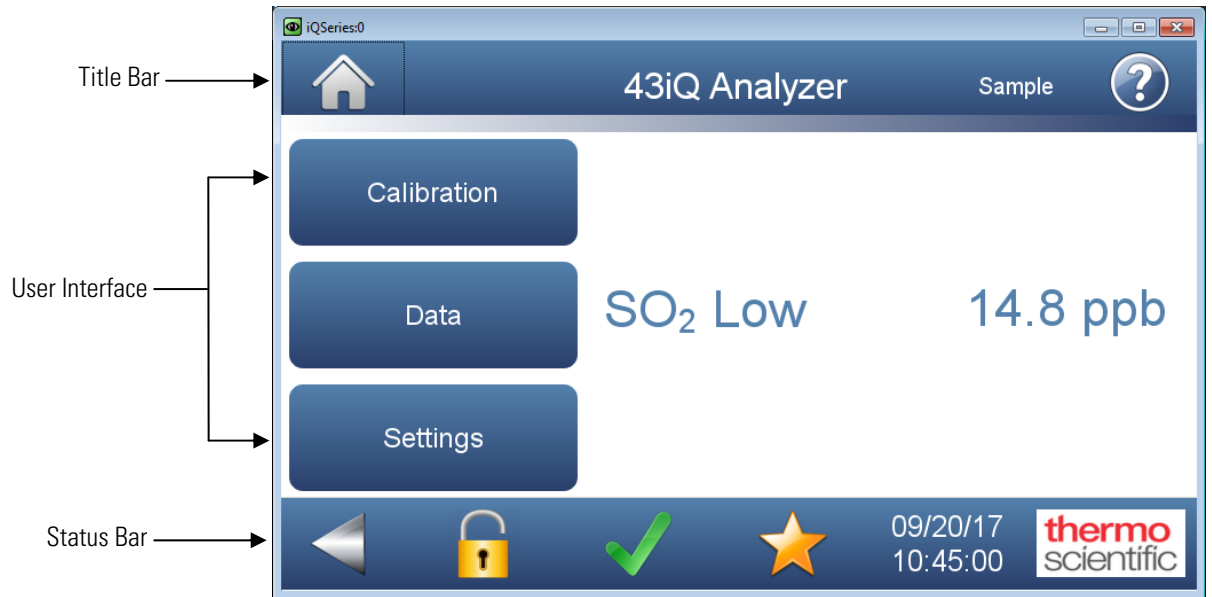 iQSeries:0
Title Bar
43iQ Analyzer
Sample
?
User Interface
Calibration
Data
Settings
SO₂ Low
14.8 ppb
Status Bar
09/20/17
10:45:00
thermo
scientific